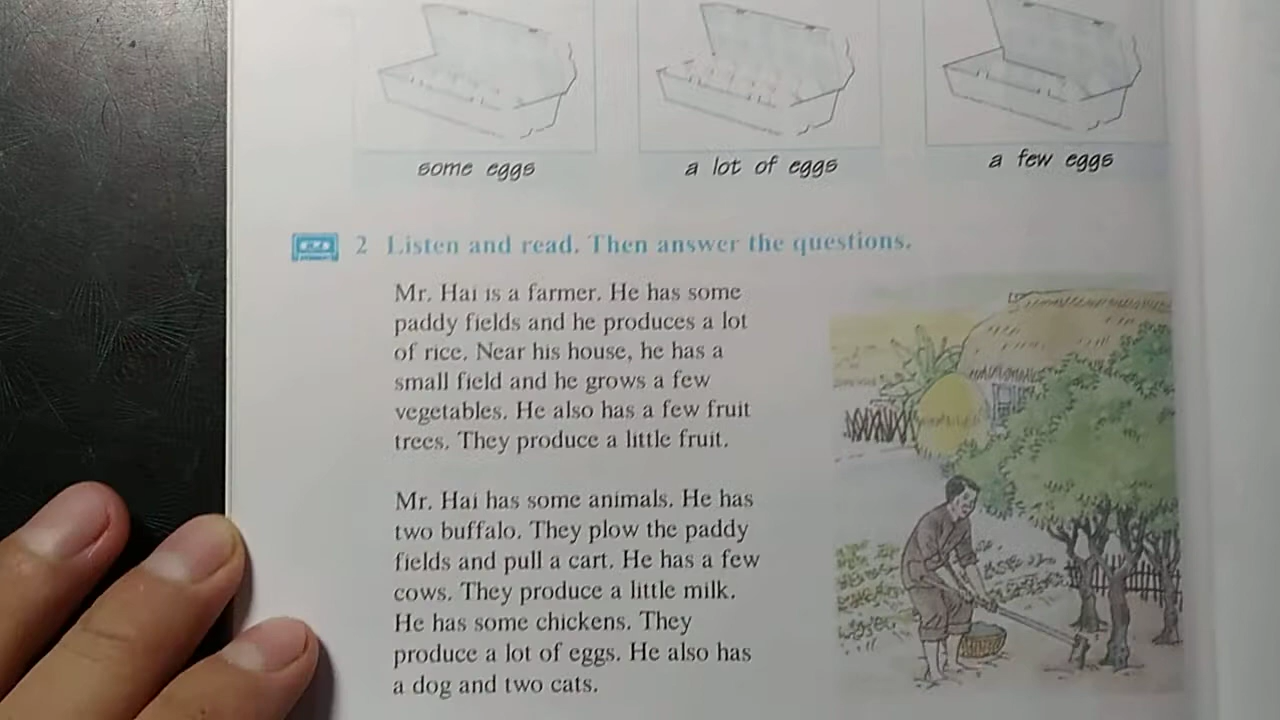 some eggs
a lot of eggs
a few eggs
2 Listen and read. Then answer the questions.
Mr. Hai is a farmer. He has some
paddy fields and he produces a lot
of rice. Near his house, he has a
small field and he grows a few
vegetables. He also has a few fruit
trees. They produce a little fruit.
Mr. Hai has some animals. He has
two buffalo. They plow the paddy
fields and pull a cart. He has a few
cows. They produce a little milk.
He has some chickens. They
produce a lot of eggs. He also has
a dog and two cats.